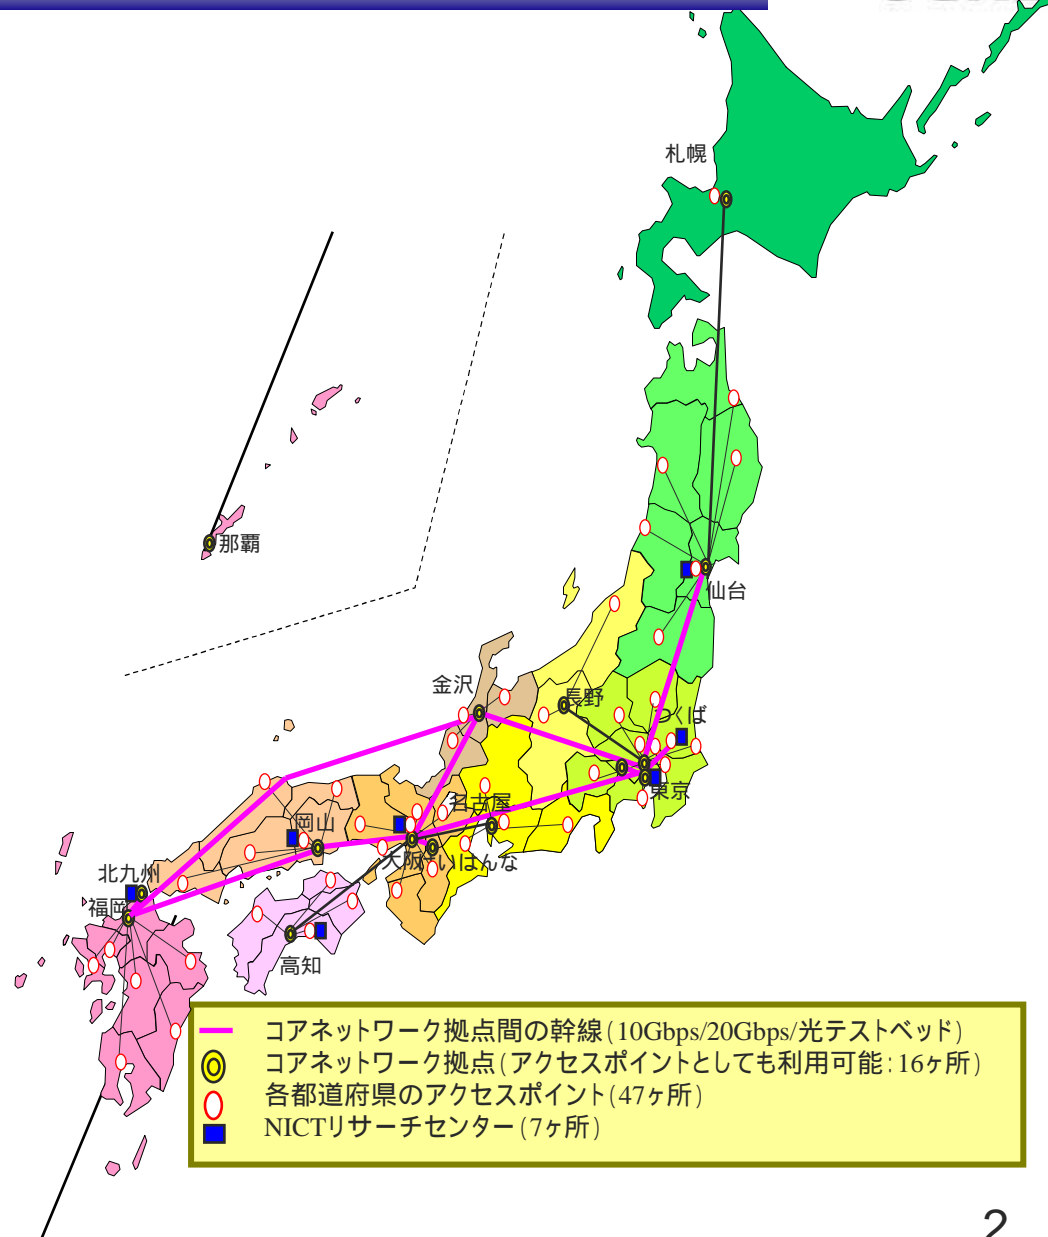 札幌
那覇
仙台
金沢
長野
つくば
東京
名古屋
岡山
大阪
けいはんな
北九州
福岡
高知
コアネットワーク拠点間の幹線(10Gbps/20Gbps/光テストベッド)
コアネットワーク拠点(アクセスポイントとしても利用可能:16ヶ所)
各都道府県のアクセスポイント(47ヶ所)
NICTリサーチセンター(7ヶ所)
2